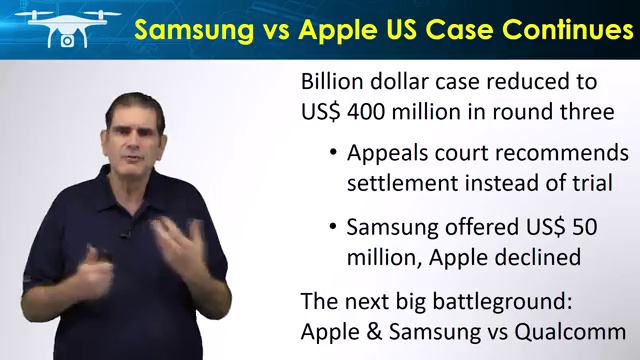 Samsung vs Apple US Case Continues
Billion dollar case reduced to
US$ 400 million in round three
• Appeals court recommends
settlement instead of trial
• Samsung offered US$ 50
million, Apple declined
The next big battleground:
Apple & Samsung vs Qualcomm